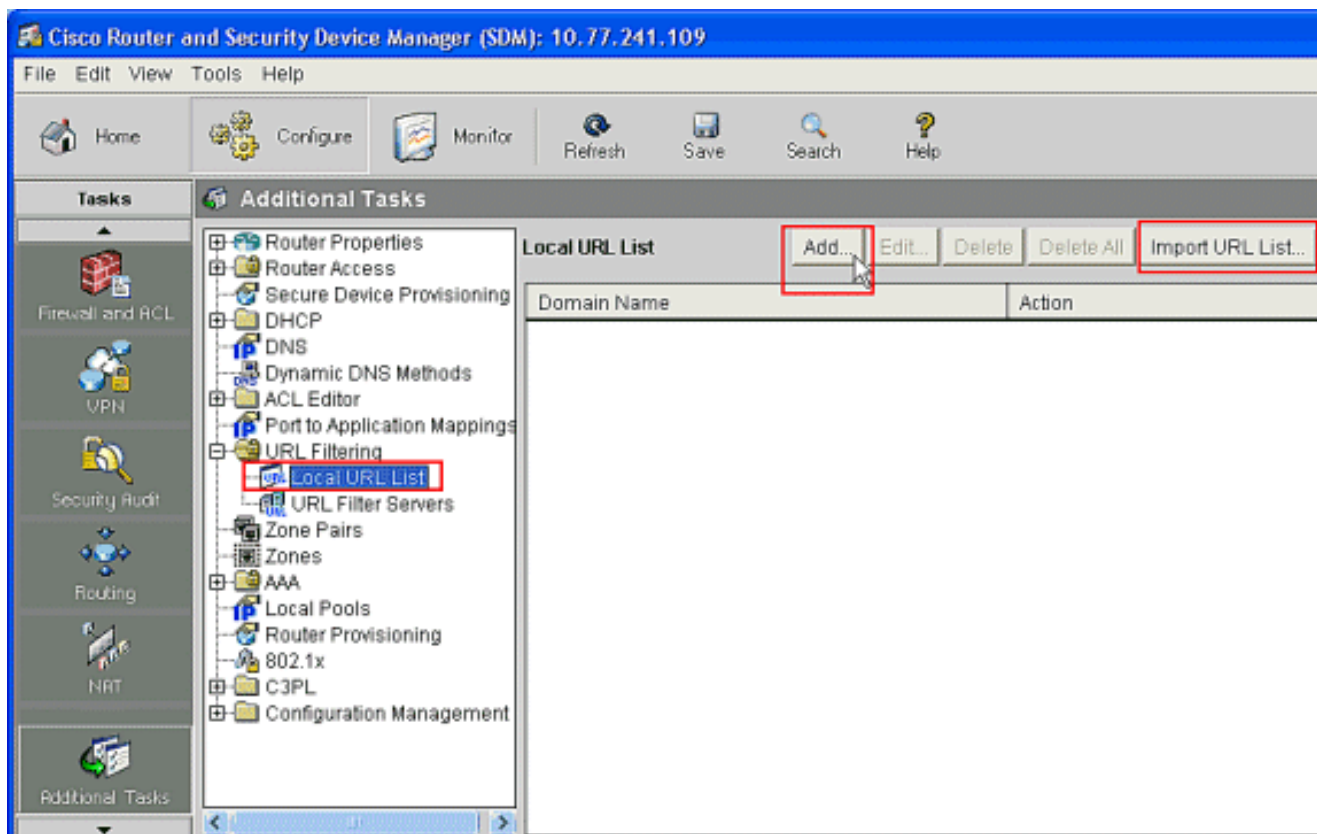 Cisco Router and Security Device Manager (SDM): 10.77.241.109
File Edit View Tools Help
Home Configure Monitor Refresh Save Search Help
Tasks
Additional Tasks
Firewall and ACL
VPN
Security Audit
Routing
NAT
Additional Tasks
Router Properties
Router Access
Secure Device Provisioning
DHCP
DNS
Dynamic DNS Methods
ACL Editor
Port to Application Mappings
URL Filtering
Local URL List
URL Filter Servers
Zone Pairs
Zones
AAA
Local Pools
Router Provisioning
802.1x
C3PL
Configuration Management
Local URL List Add... Edit... Delete Delete All Import URL List...
Domain Name Action